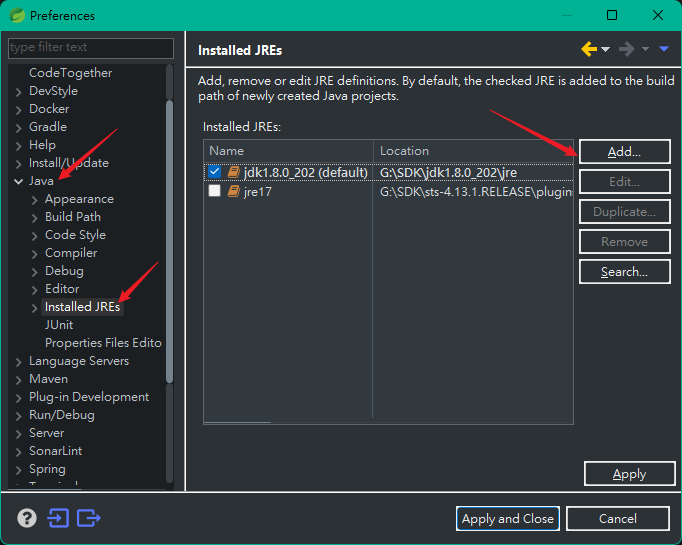 Preferences
type filter text
CodeTogether
DevStyle
Docker
Gradle
Help
Install/Update
Java
Appearance
Build Path
Code Style
Compiler
Debug
Editor
Installed JREs
JUnit
Properties Files Edito
Language Servers
Maven
Plug-in Development
Run/Debug
Server
SonarLint
Spring
Installed JREs
Add, remove or edit JRE definitions. By default, the checked JRE is added to the build
path of newly created Java projects.
Installed JREs:
Name Location
jdk1.8.0_202 (default) G:\SDK\jdk1.8.0_202\jre
jre17 G:\SDK\sts-4.13.1.RELEASE\plugins
Add...
Edit...
Duplicate...
Remove
Search...
Apply
?
Apply and Close
Cancel